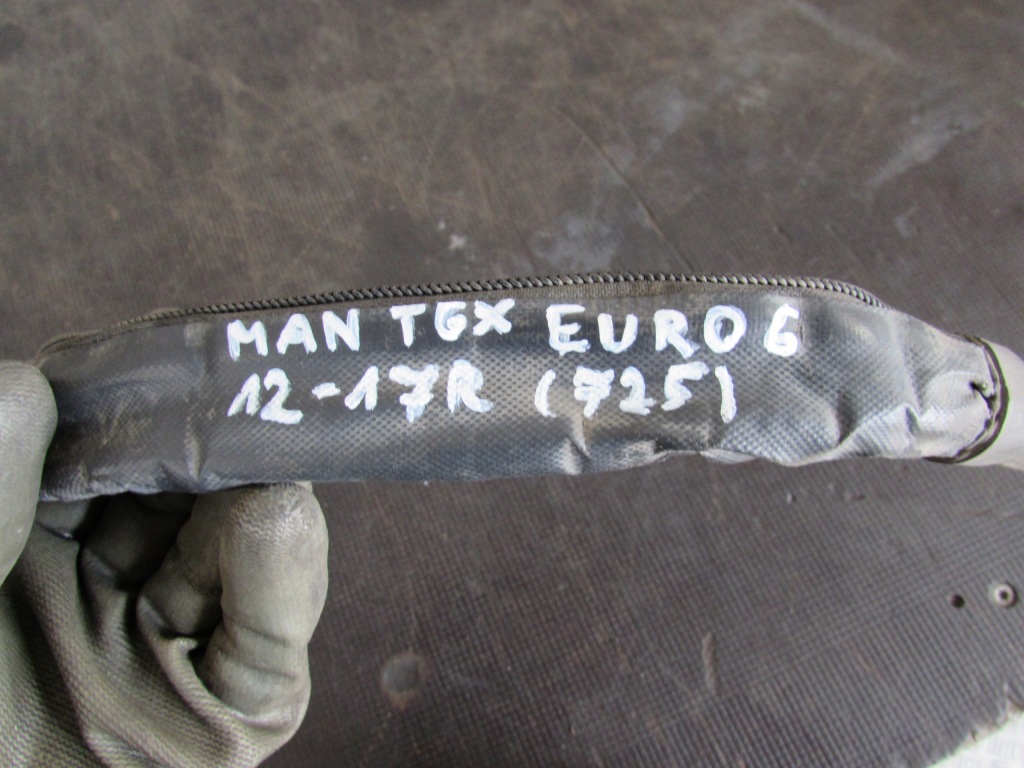 MAN TGX EURO 6
12-17R (725)